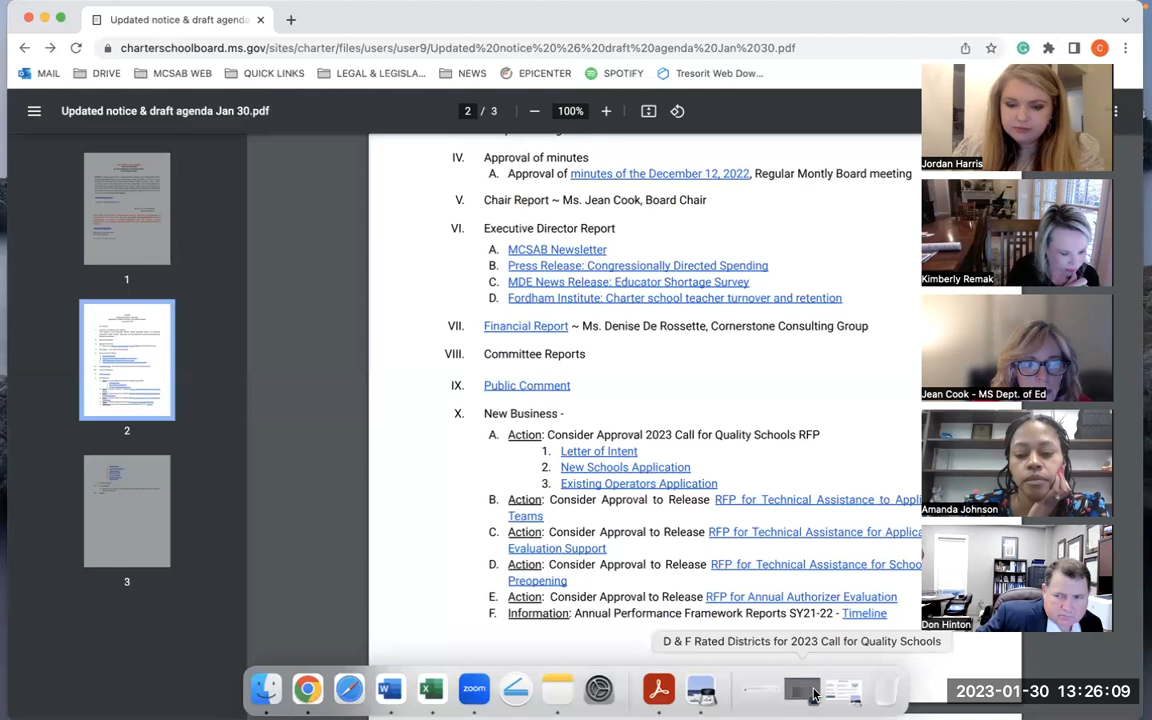 Updated notice & draft agenda
charterschoolboard.ms.gov/sites/charter/files/users/user9/Updated%20notice%20%26%20draft%20agenda%20Jan%2030.pdf
C
MAIL
DRIVE
MCSAB WEB
QUICK LINKS
LEGAL & LEGISLA...
NEWS
EPICENTER
SPOTIFY
Tresorit Web Dow...
Updated notice & draft agenda Jan 30.pdf
2 / 3
100%
1
2
3
IV. Approval of minutes
A. Approval of minutes of the December 12, 2022, Regular Montly Board meeting
V. Chair Report ~ Ms. Jean Cook, Board Chair
VI. Executive Director Report
A. MCSAB Newsletter
B. Press Release: Congressionally Directed Spending
C. MDE News Release: Educator Shortage Survey
D. Fordham Institute: Charter school teacher turnover and retention
VII. Financial Report ~ Ms. Denise De Rossette, Cornerstone Consulting Group
VIII. Committee Reports
IX. Public Comment
X. New Business -
A. Action: Consider Approval 2023 Call for Quality Schools RFP
1. Letter of Intent
2. New Schools Application
3. Existing Operators Application
B. Action: Consider Approval to Release RFP for Technical Assistance to Appli
Teams
C. Action: Consider Approval to Release RFP for Technical Assistance for Applica
Evaluation Support
D. Action: Consider Approval to Release RFP for Technical Assistance for Schoo
Preopening
E. Action: Consider Approval to Release RFP for Annual Authorizer Evaluation
F. Information: Annual Performance Framework Reports SY21-22 - Timeline
D & F Rated Districts for 2023 Call for Quality Schools
zoom
Jordan Harris
Kimberly Remak
Jean Cook - MS Dept. of Ed
Amanda Johnson
Don Hinton
2023-01-30 13:26:09